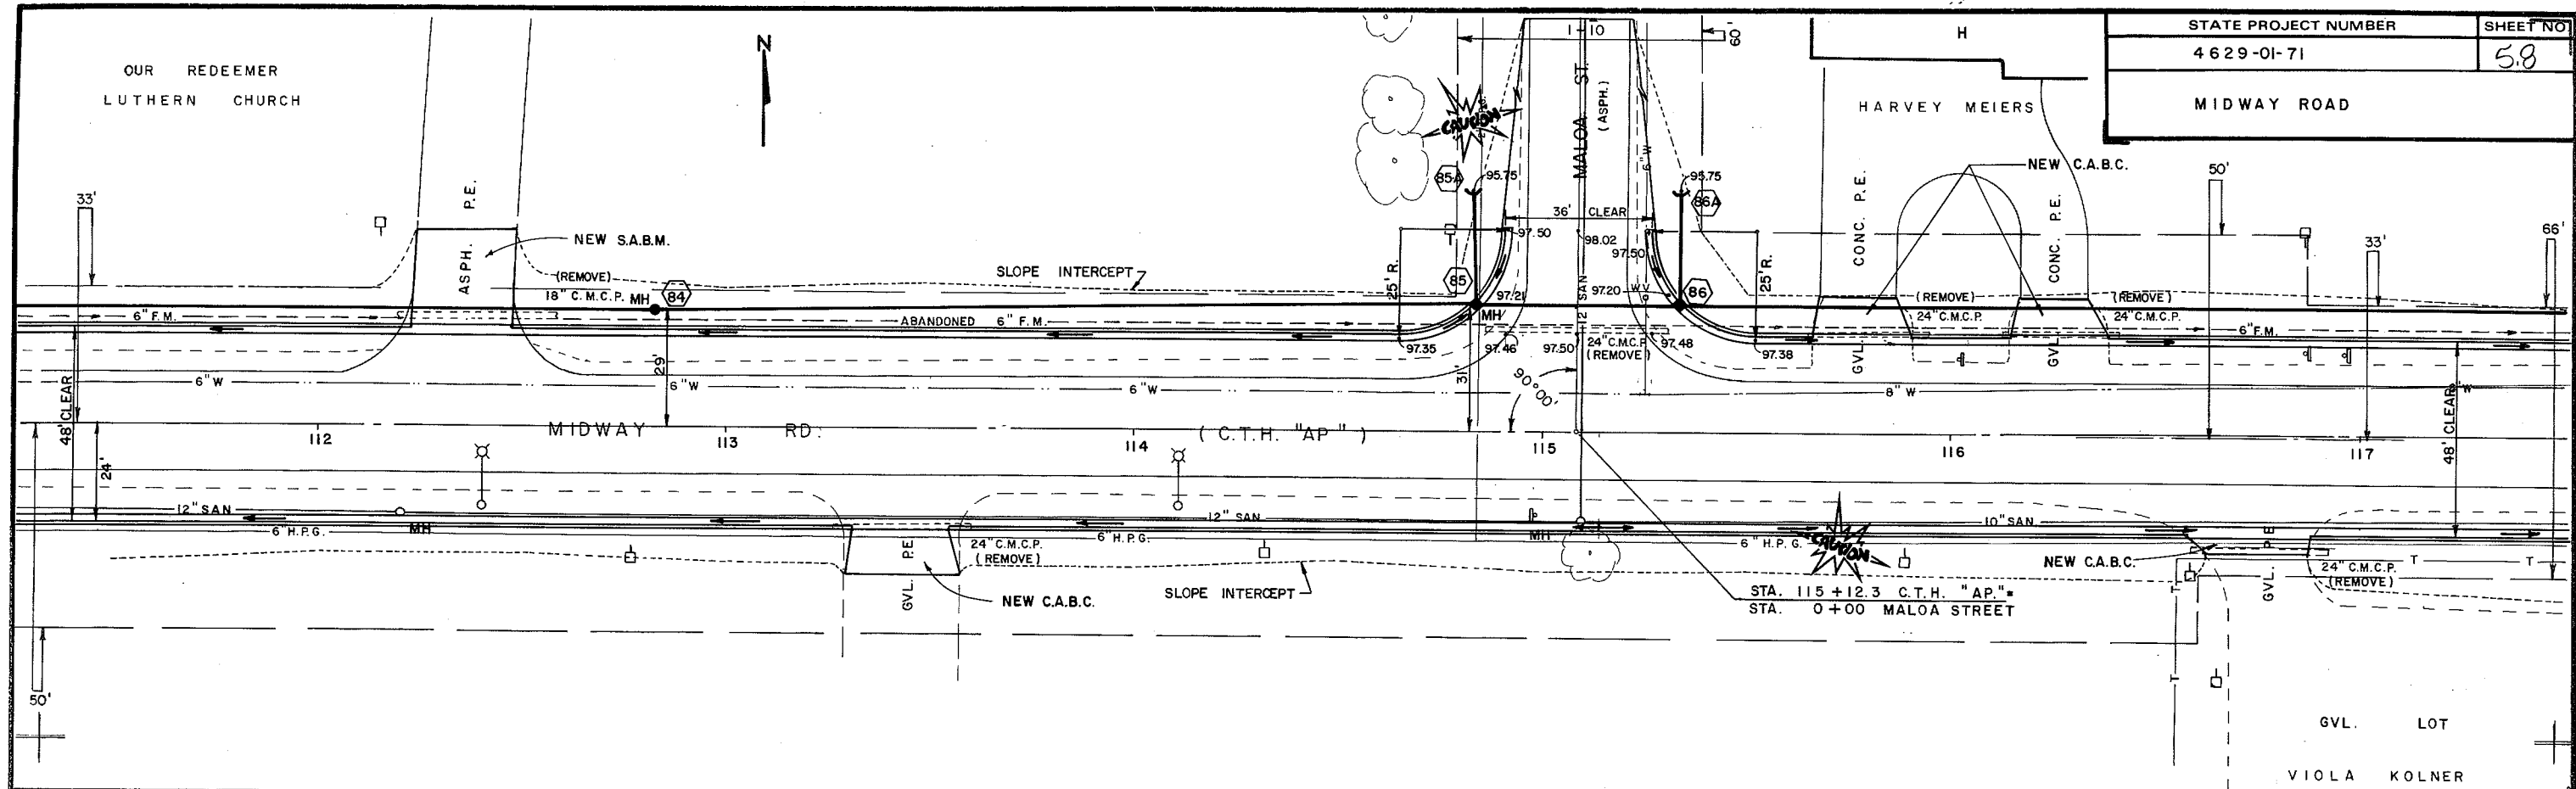 STATE PROJECT NUMBER
SHEET NO
4629-01-71
5.8
MIDWAY ROAD
OUR REDEEMER
LUTHERN CHURCH
N
H
HARVEY MEIERS
1+10
60'
MALOA ST.
(ASPH.)
6" W
CAUTION
NEW C.A.B.C.
33'
P.E.
ASPH.
NEW S.A.B.M.
85A
95.75
95.75
86A
36' CLEAR
CONC. P.E.
CONC. P.E.
50'
33'
66'
97.50
98.02
97.50
25' R.
25' R.
SLOPE INTERCEPT
(REMOVE)
18" C.M.C.P. MH
84
85
97.21
MH
12 SAN
97.20
W V
86
(REMOVE)
24" C.M.C.P.
(REMOVE)
24" C.M.C.P.
6" F.M.
ABANDONED 6" F.M.
6" F.M.
97.35
97.46
97.50
24" C.M.C.P.
(REMOVE)
97.48
97.38
GVL.
GVL.
29'
31'
90°00'
6" W
6" W
6" W
8" W
48' CLEAR
24'
48' CLEAR
MIDWAY RD. (C.T.H. "AP")
112
113
114
115
116
117
12" SAN
12" SAN
10" SAN
6" H.P.G.
MH
6" H.P.G.
MH
6" H.P.G.
CAUTION
P.E.
GVL.
24" C.M.C.P.
(REMOVE)
NEW C.A.B.C.
SLOPE INTERCEPT
NEW C.A.B.C.
P E
GVL.
24" C.M.C.P.
(REMOVE)
T
T
T
T
STA. 115+12.3 C.T.H. "AP."=
STA. 0+00 MALOA STREET
50'
GVL. LOT
VIOLA KOLNER